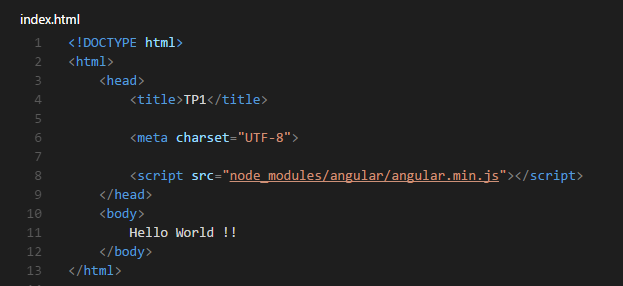 index.html
1 <!DOCTYPE html>
2 <html>
3     <head>
4         <title>TP1</title>
5
6         <meta charset="UTF-8">
7
8         <script src="node_modules/angular/angular.min.js"></script>
9     </head>
10     <body>
11         Hello World !!
12     </body>
13 </html>